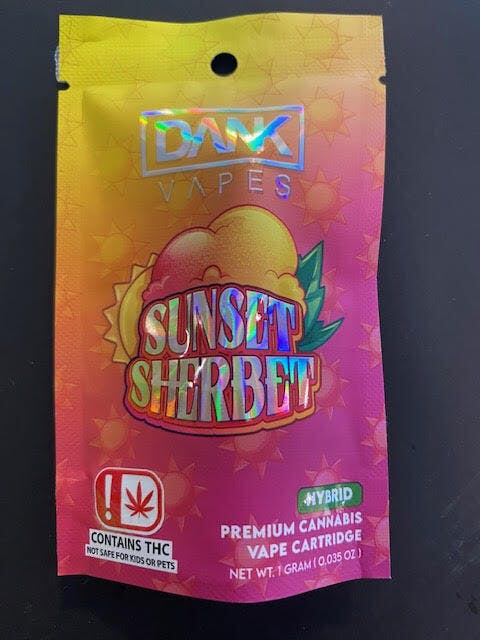 DANK
VAPES
SUNSET
SHERBET
HYBRID
PREMIUM CANNABIS
VAPE CARTRIDGE
NET WT. 1 GRAM ( 0.035 OZ )
!
CONTAINS THC
NOT SAFE FOR KIDS OR PETS